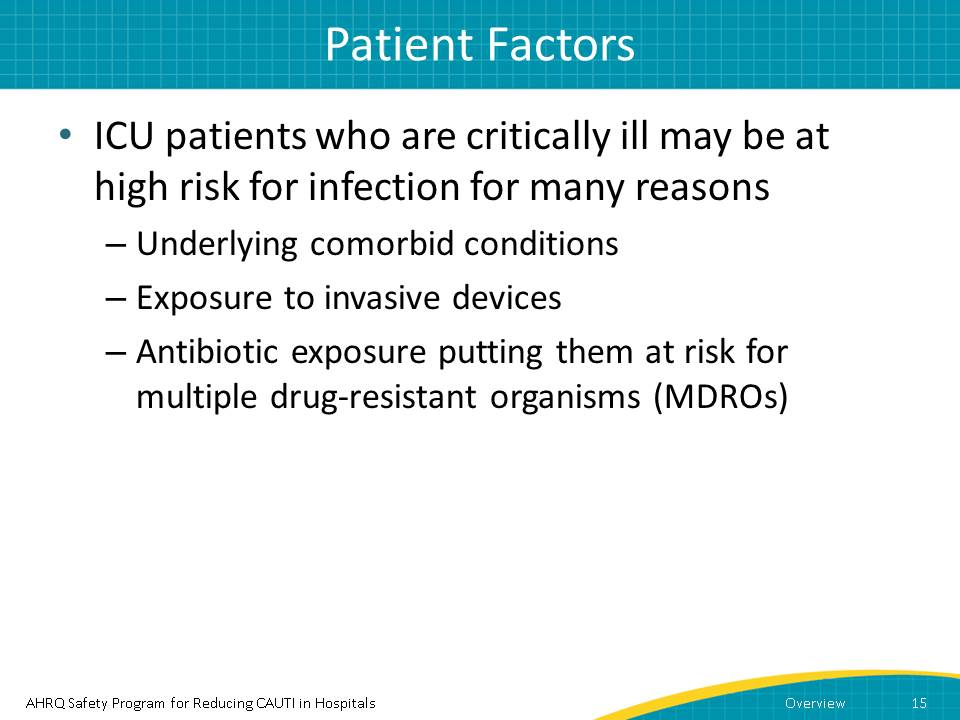 Patient Factors
• ICU patients who are critically ill may be at
high risk for infection for many reasons
– Underlying comorbid conditions
– Exposure to invasive devices
– Antibiotic exposure putting them at risk for
multiple drug-resistant organisms (MDROs)
AHRQ Safety Program for Reducing CAUTI in Hospitals
Overview
15